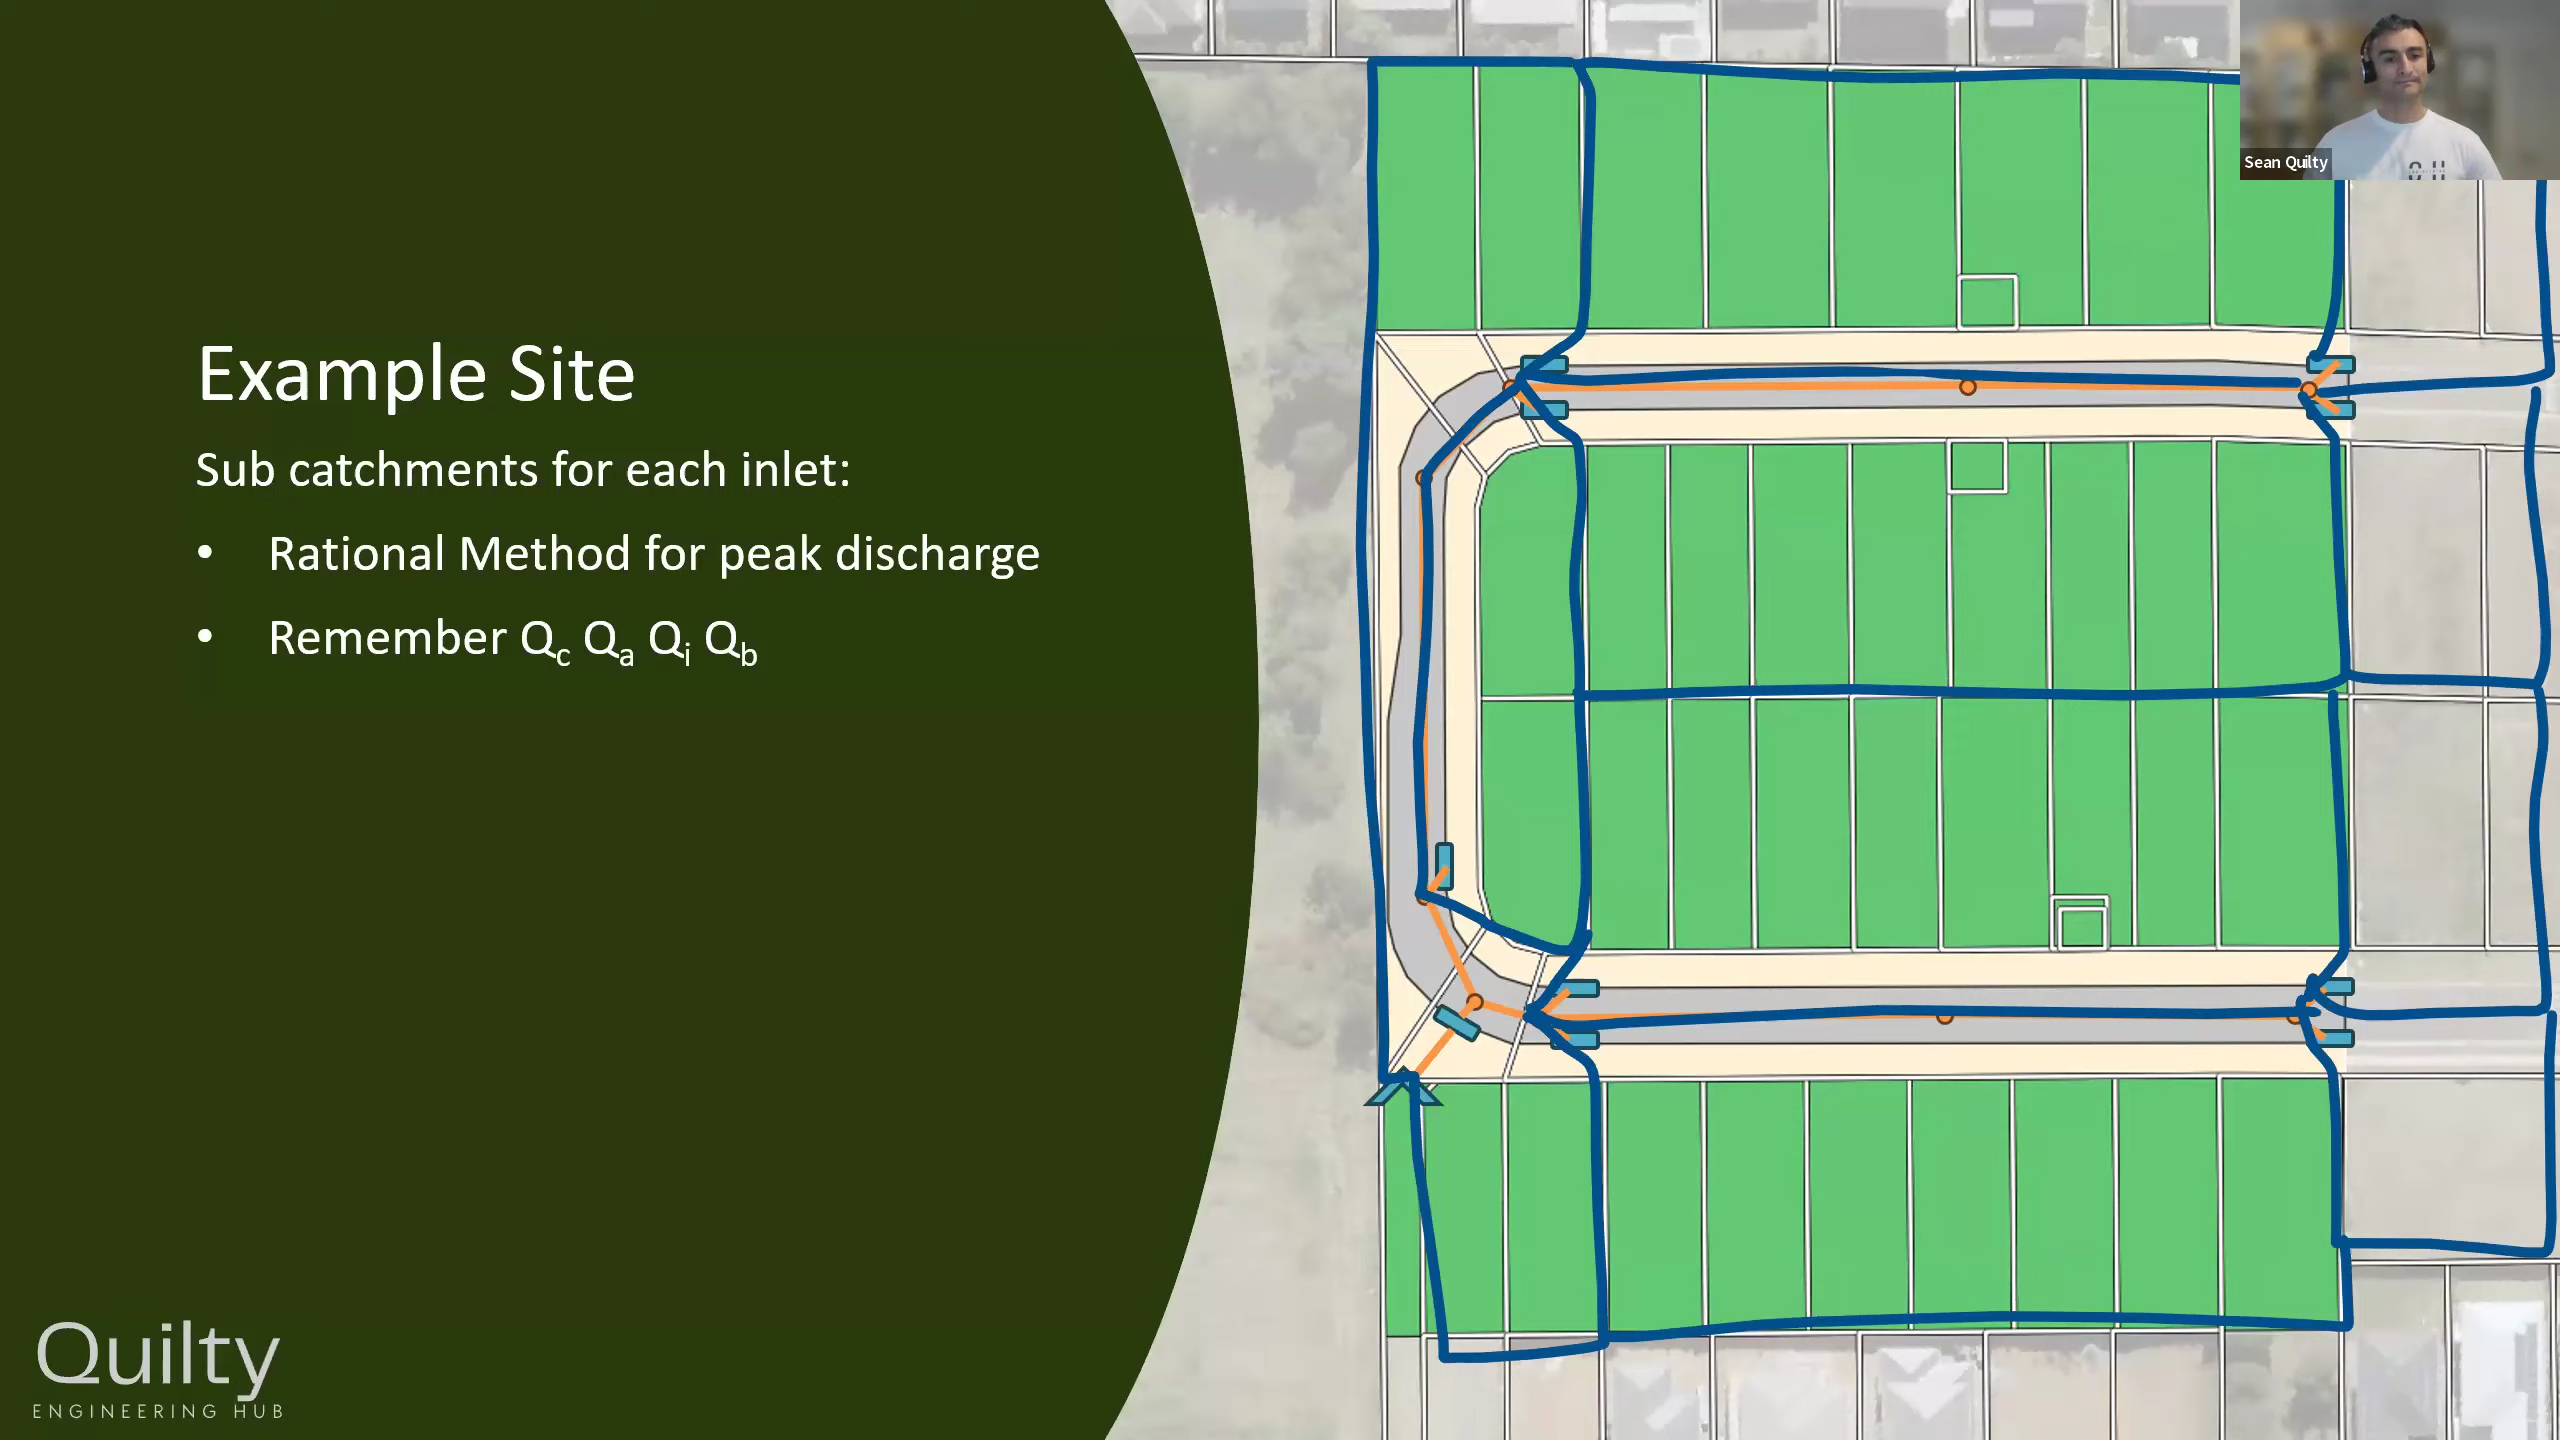 Sean Quilty
Example Site
Sub catchments for each inlet:
• Rational Method for peak discharge
• Remember Qc Qa Qi Qb
Quilty
ENGINEERING HUB